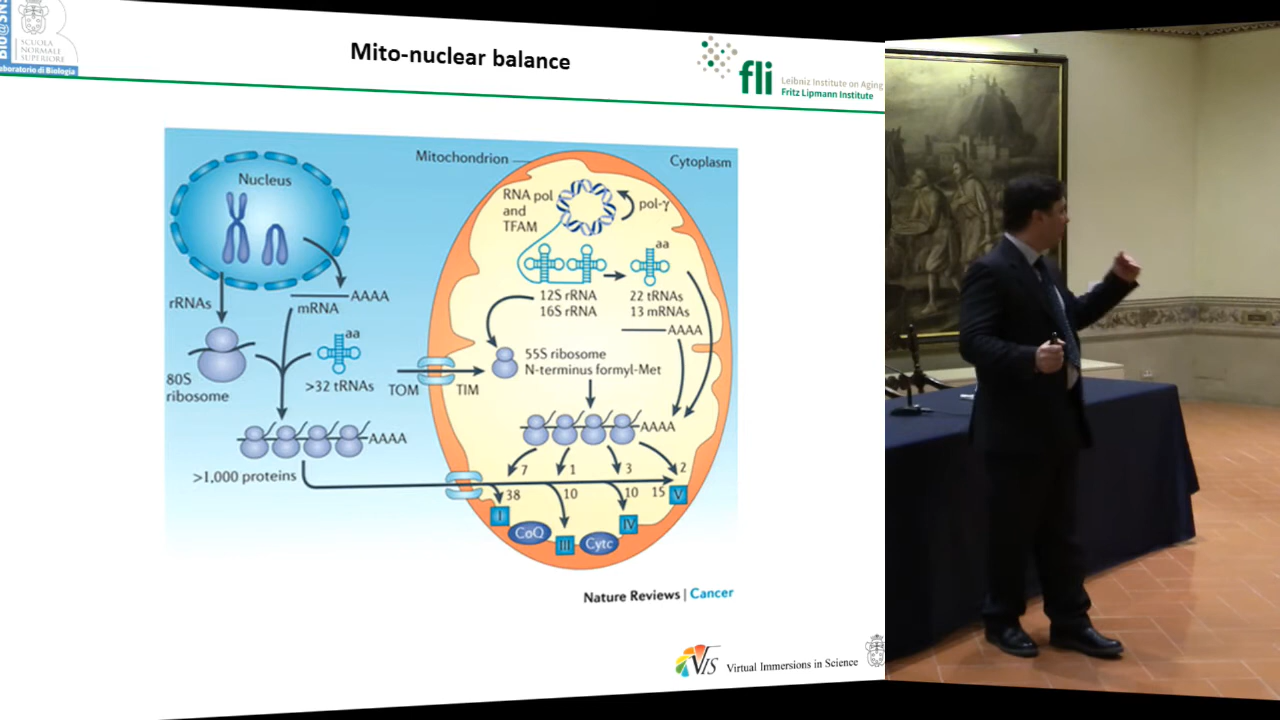 BIO@SNS
SCUOLA
NORMALE
SUPERIORE
aboratorio di Biologia
Mito-nuclear balance
fli
Leibniz Institute on Aging
Fritz Lipmann Institute
Mitochondrion
Cytoplasm
Nucleus
RNA pol
and
TFAM
pol-γ
aa
rRNAs
AAAA
mRNA
12S rRNA
16S rRNA
22 tRNAs
13 mRNAs
AAAA
aa
80S
ribosome
>32 tRNAs
TOM
TIM
55S ribosome
N-terminus formyl-Met
AAAA
AAAA
>1,000 proteins
7
1
3
2
38
10
10
15
V
I
CoQ
III
Cytc
IV
Nature Reviews | Cancer
VIS Virtual Immersions in Science